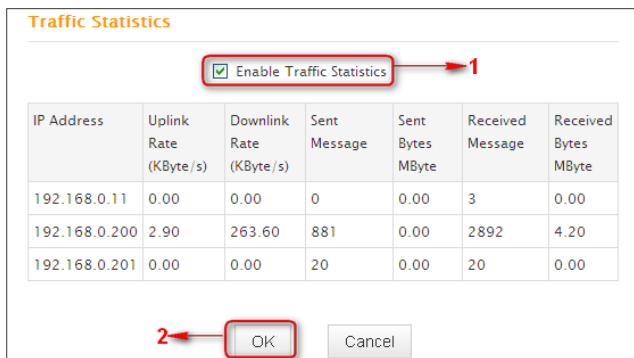 Traffic Statistics
Enable Traffic Statistics 1
IP Address Uplink Rate (KByte/s) Downlink Rate (KByte/s) Sent Message Sent Bytes MByte Received Message Received Bytes MByte
192.168.0.11 0.00 0.00 0 0.00 3 0.00
192.168.0.200 2.90 263.60 881 0.00 2892 4.20
192.168.0.201 0.00 0.00 20 0.00 20 0.00
2 OK Cancel